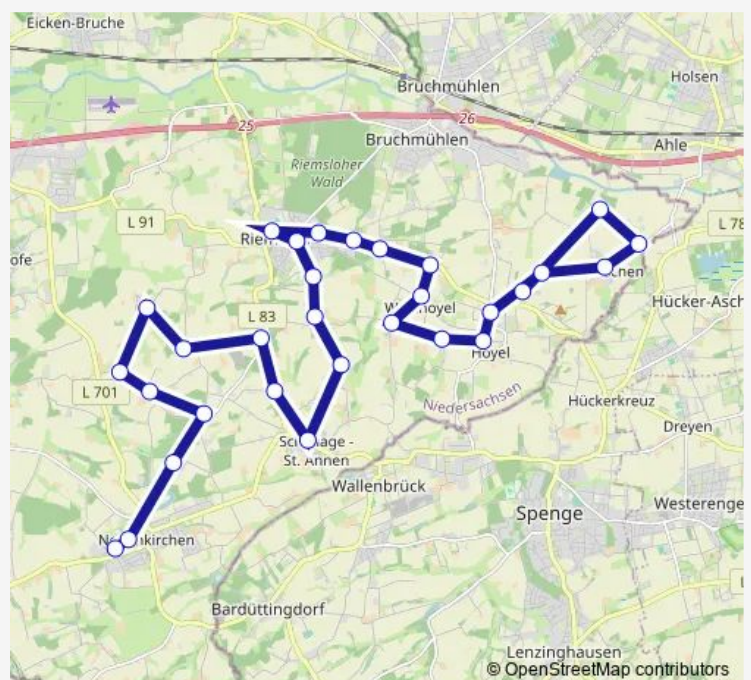 Eicken-Bruche
Holsen
Bruchmühlen
26
25
Bruchmühlen
Ahle
Riemsloher
Wald
L 91
L 78
L 83
Hücker-Asch
Hoyel
L 701
Niedersachsen
Hückerkreuz
Dreyen
St. Annen
Wallenbrück
Westerenge
Spenge
Bardüttingdorf
Lenzinghausen
© OpenStreetMap contributors